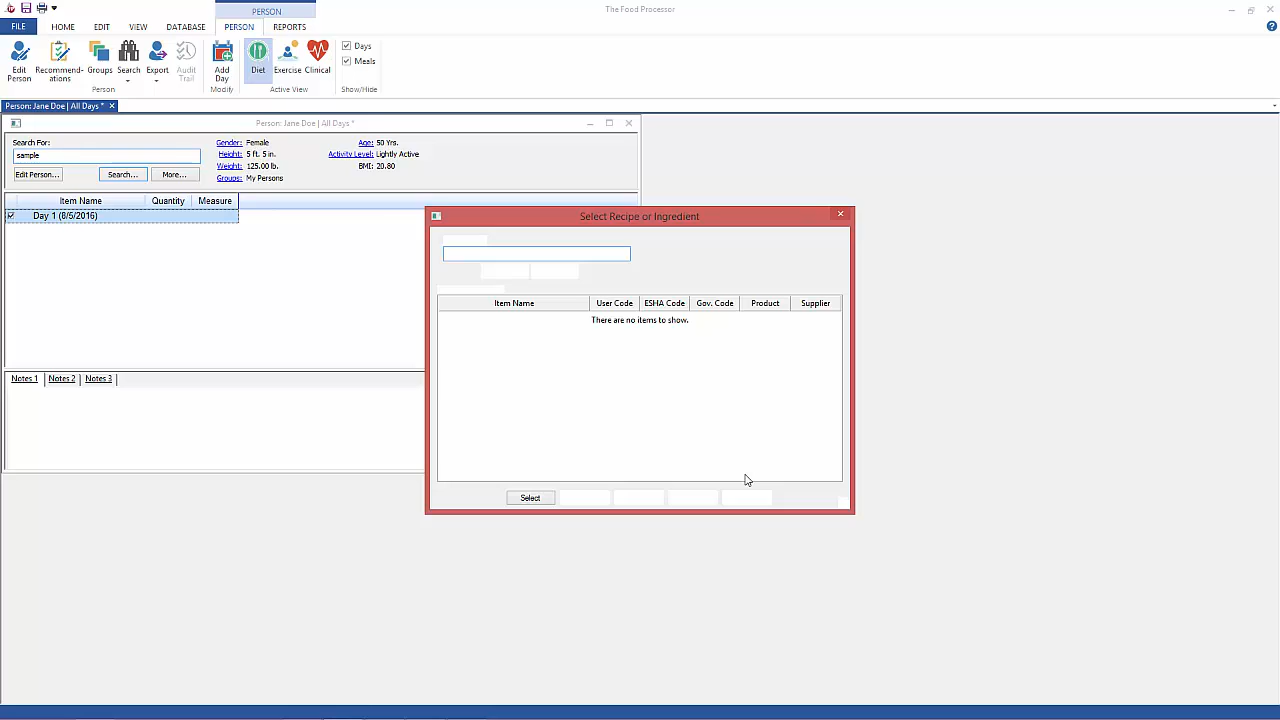 PERSON
The Food Processor
FILE HOME EDIT VIEW DATABASE PERSON REPORTS
Edit Person
Recommend-ations
Groups
Search
Export
Audit Trail
Add Day
Diet
Exercise
Clinical
Days
Meals
Person Modify Active View Show/Hide
Person: Jane Doe | All Days *
Person: Jane Doe | All Days *
Search For:
sample
Edit Person... Search... More...
Gender: Female
Height: 5 ft. 5 in.
Weight: 125.00 lb.
Groups: My Persons
Age: 50 Yrs.
Activity Level: Lightly Active
BMI: 20.80
Item Name Quantity Measure
Day 1 (8/5/2016)
Notes 1 Notes 2 Notes 3
Select Recipe or Ingredient
Item Name User Code ESHA Code Gov. Code Product Supplier
There are no items to show.
Select